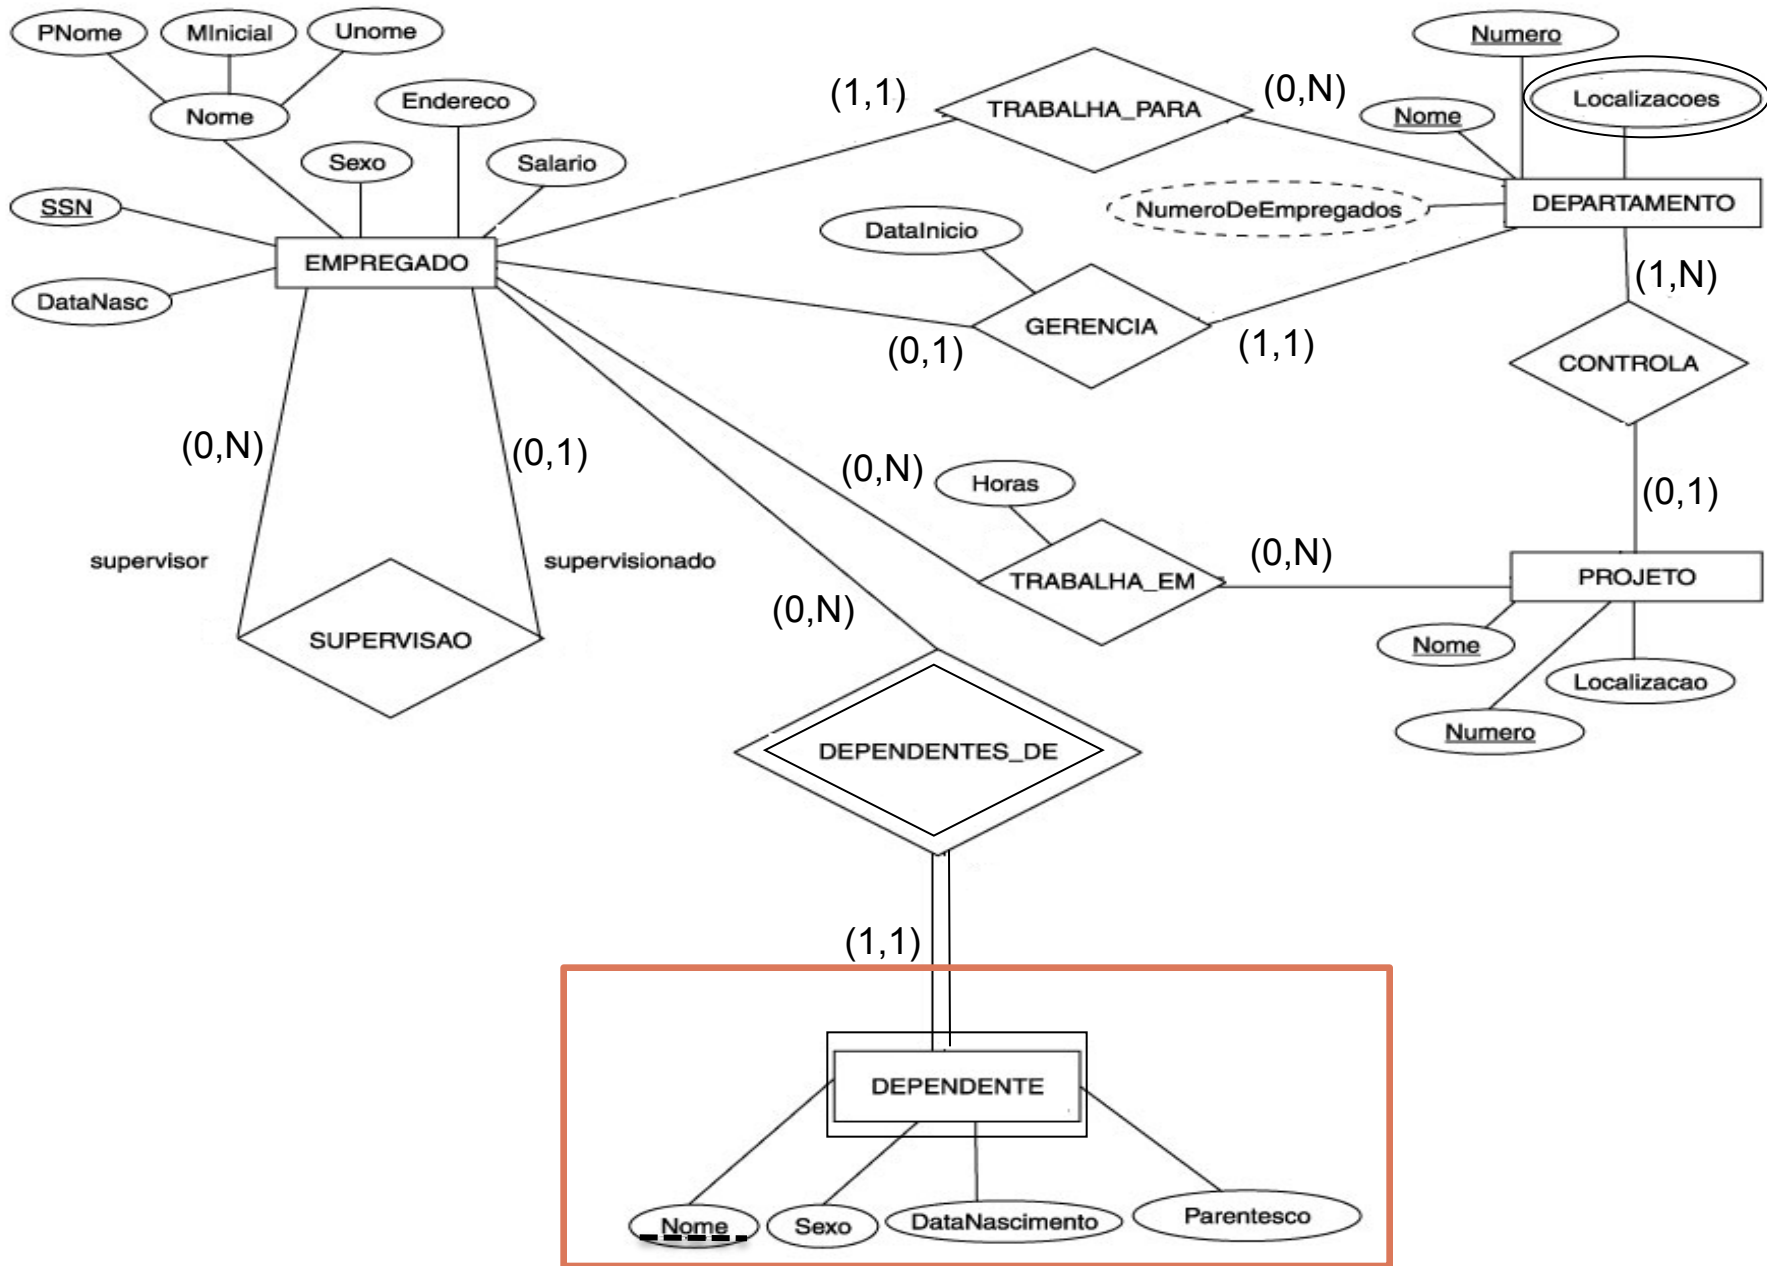 PNome
MInicial
Unome
Nome
Endereco
Sexo
Salario
SSN
EMPREGADO
DataNasc
(1,1)
TRABALHA_PARA
(0,N)
Numero
Localizacoes
Nome
NumeroDeEmpregados
DEPARTAMENTO
DataInicio
GERENCIA
(0,1)
(1,1)
(1,N)
CONTROLA
(0,1)
(0,N)
(0,1)
supervisor
supervisionado
SUPERVISAO
(0,N)
Horas
TRABALHA_EM
(0,N)
PROJETO
Nome
Localizacao
Numero
(0,N)
DEPENDENTES_DE
(1,1)
DEPENDENTE
Nome
Sexo
DataNascimento
Parentesco